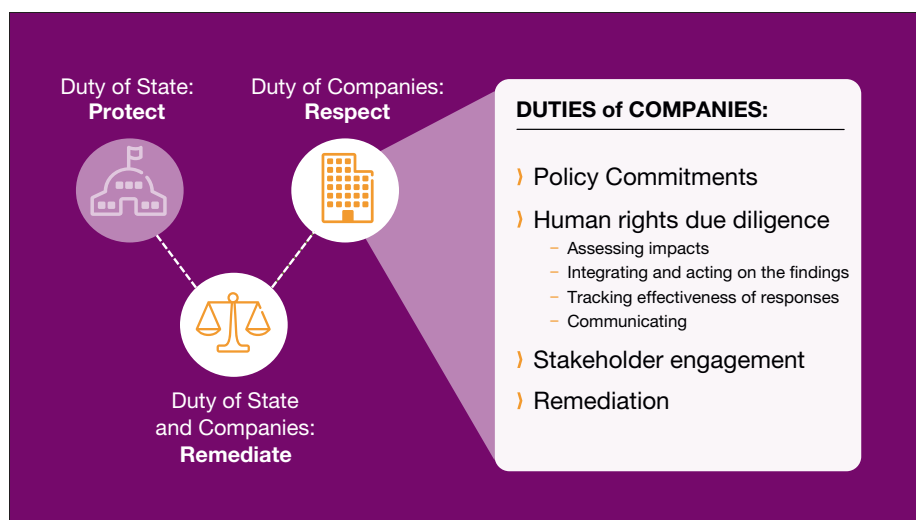 Duty of State:
Protect
Duty of Companies:
Respect
Duty of State
and Companies:
Remediate
DUTIES of COMPANIES:
Policy Commitments
Human rights due diligence
– Assessing impacts
– Integrating and acting on the findings
– Tracking effectiveness of responses
– Communicating
Stakeholder engagement
Remediation